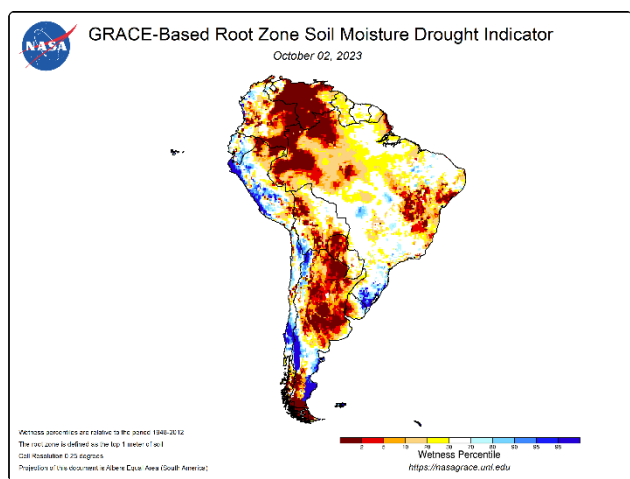 NASA
GRACE-Based Root Zone Soil Moisture Drought Indicator
October 02, 2023
Wetness percentiles are relative to the period 1948-2012
The root zone is defined as the top 1 meter of soil
Cell Resolution 0.25 degrees
Projection of this document is Albers Equal Area (South America)
2 5 10 20 30 70 80 90 95 98
Wetness Percentile
https://nasagrace.unl.edu